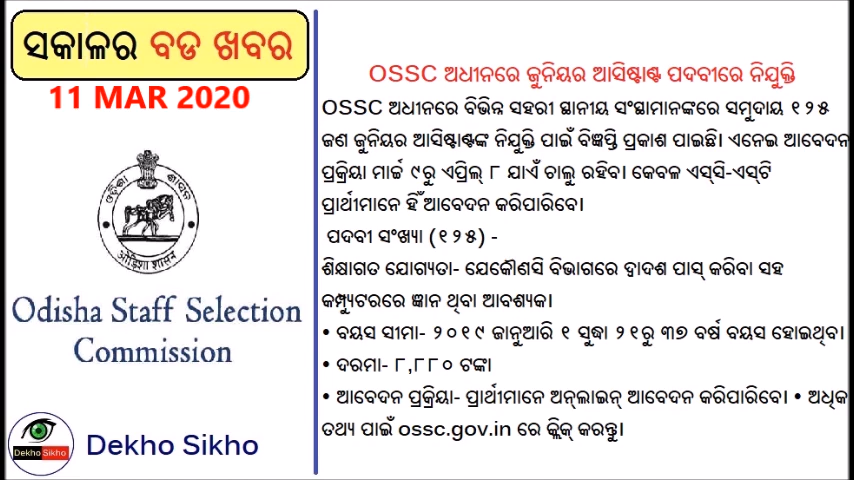 ସକାଳର ବଡ ଖବର
11 MAR 2020
ଓଡ଼ିଶା ଶାସନ
ओड़िशा शासन
Odisha Staff Selection
Commission
Dekho Sikho
Dekho Sikho
OSSC ଅଧୀନରେ ଜୁନିୟର ଆସିଷ୍ଟାଣ୍ଟ ପଦବୀରେ ନିଯୁକ୍ତି
OSSC ଅଧୀନରେ ବିଭିନ୍ନ ସହରୀ ସ୍ଥାନୀୟ ସଂସ୍ଥାମାନଙ୍କରେ ସମୁଦାୟ ୧୨୫
ଜଣ ଜୁନିୟର ଆସିଷ୍ଟାଣ୍ଟଙ୍କ ନିଯୁକ୍ତି ପାଇଁ ବିଜ୍ଞପ୍ତି ପ୍ରକାଶ ପାଇଛି। ଏନେଇ ଆବେଦନ
ପ୍ରକ୍ରିୟା ମାର୍ଚ୍ଚ ୯ରୁ ଏପ୍ରିଲ୍ ୮ ଯାଏଁ ଚାଲୁ ରହିବ। କେବଳ ଏସ୍‌ସି-ଏସ୍‌ଟି
ପ୍ରାର୍ଥୀମାନେ ହିଁ ଆବେଦନ କରିପାରିବେ।
ପଦବୀ ସଂଖ୍ୟା (୧୨୫) -
ଶିକ୍ଷାଗତ ଯୋଗ୍ୟତା- ଯେକୌଣସି ବିଭାଗରେ ଦ୍ୱାଦଶ ପାସ୍ କରିବା ସହ
କମ୍ପ୍ୟୁଟରରେ ଜ୍ଞାନ ଥିବା ଆବଶ୍ୟକ।
• ବୟସ ସୀମା- ୨୦୧୯ ଜାନୁଆରି ୧ ସୁଦ୍ଧା ୨୧ରୁ ୩୭ ବର୍ଷ ବୟସ ହୋଇଥିବ।
• ଦରମା- ୮,୮୮୦ ଟଙ୍କା
• ଆବେଦନ ପ୍ରକ୍ରିୟା- ପ୍ରାର୍ଥୀମାନେ ଅନ୍‌ଲାଇନ୍ ଆବେଦନ କରିପାରିବେ। • ଅଧିକ
ତଥ୍ୟ ପାଇଁ ossc.gov.in ରେ କ୍ଲିକ୍ କରନ୍ତୁ।